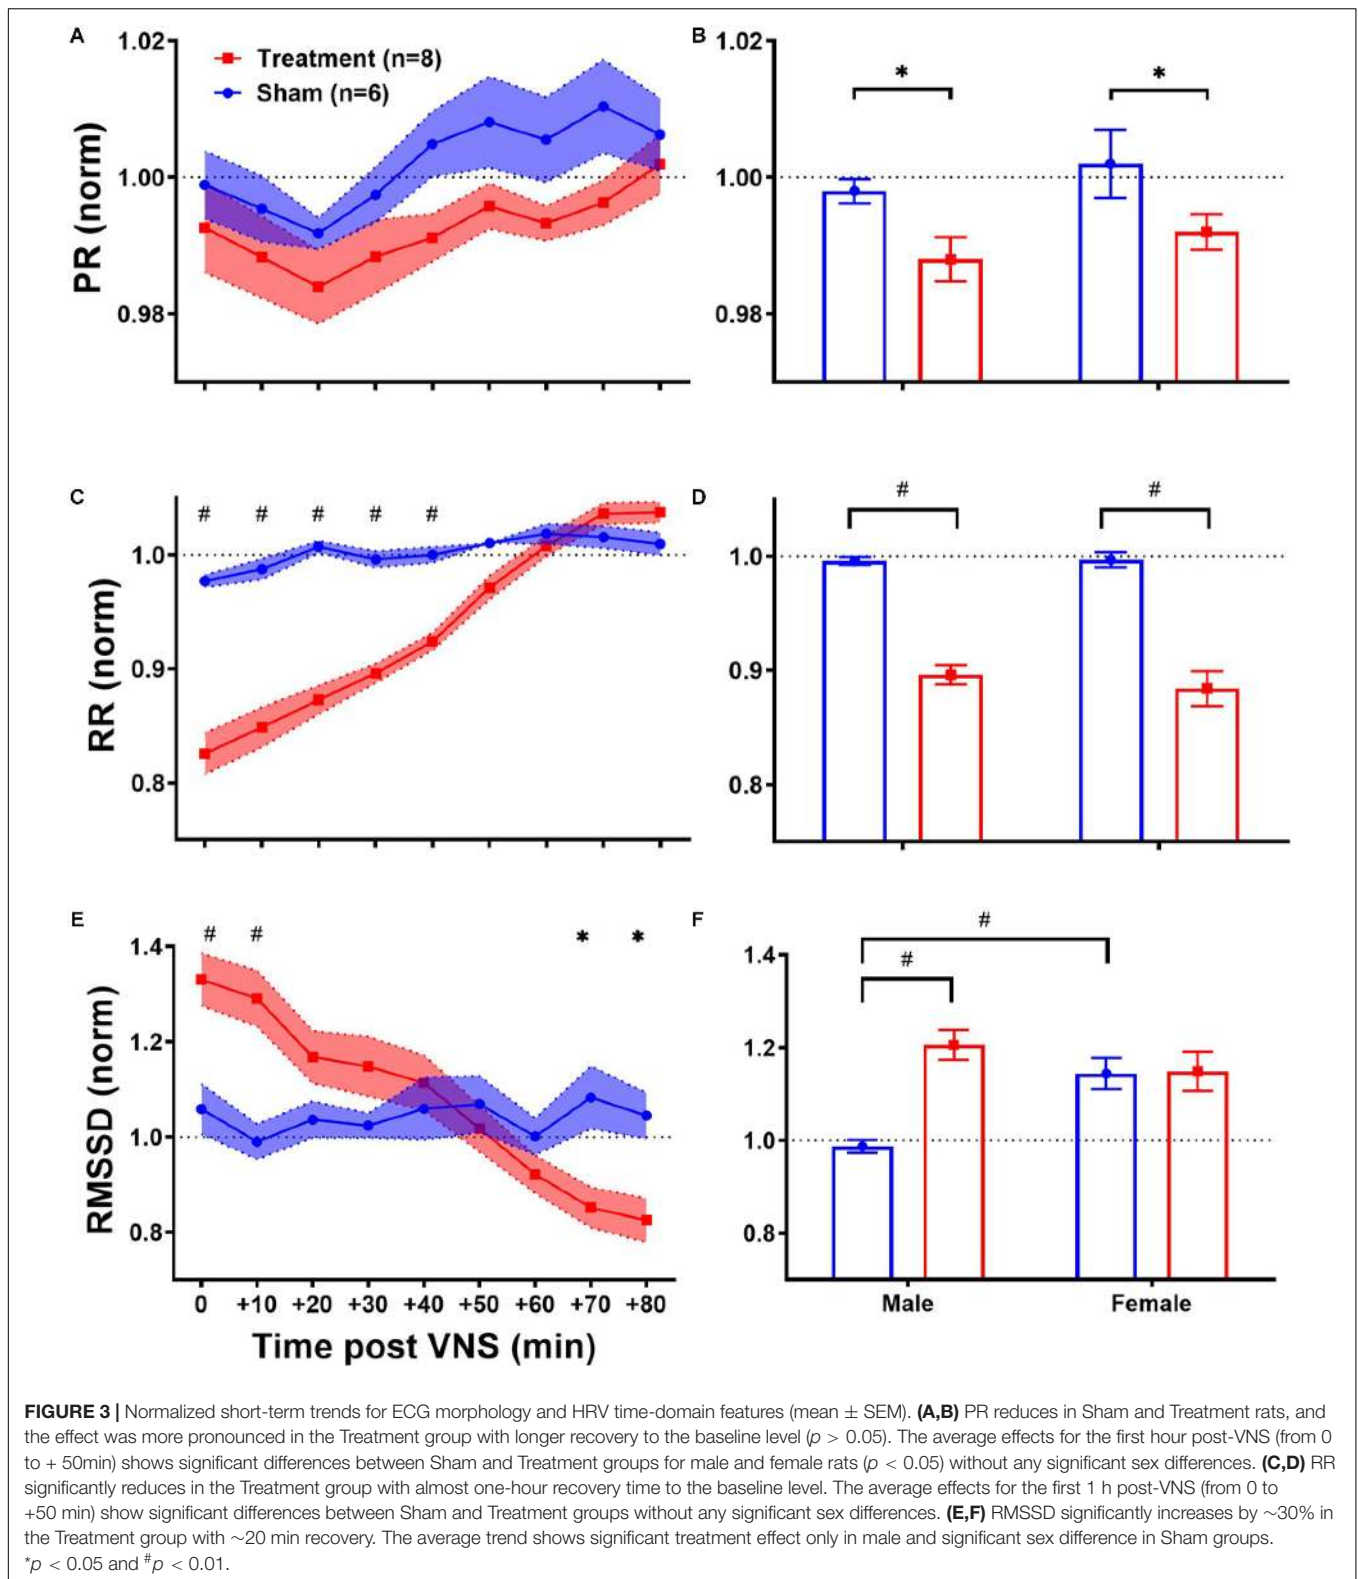 A
1.02
Treatment (n=8)
Sham (n=6)
1.00
0.98
PR (norm)
B
1.02
*
*
1.00
0.98
C
# # # # #
1.0
0.9
0.8
RR (norm)
D
#
#
1.0
0.9
0.8
E
# # * *
1.4
1.2
1.0
0.8
RMSSD (norm)
0 +10 +20 +30 +40 +50 +60 +70 +80
Time post VNS (min)
F
#
#
1.4
1.2
1.0
0.8
Male Female
FIGURE 3 | Normalized short-term trends for ECG morphology and HRV time-domain features (mean ± SEM). (A,B) PR reduces in Sham and Treatment rats, and
the effect was more pronounced in the Treatment group with longer recovery to the baseline level (p > 0.05). The average effects for the first hour post-VNS (from 0
to + 50min) shows significant differences between Sham and Treatment groups for male and female rats (p < 0.05) without any significant sex differences. (C,D) RR
significantly reduces in the Treatment group with almost one-hour recovery time to the baseline level. The average effects for the first 1 h post-VNS (from 0 to
+50 min) show significant differences between Sham and Treatment groups without any significant sex differences. (E,F) RMSSD significantly increases by ∼30% in
the Treatment group with ∼20 min recovery. The average trend shows significant treatment effect only in male and significant sex difference in Sham groups.
*p < 0.05 and #p < 0.01.